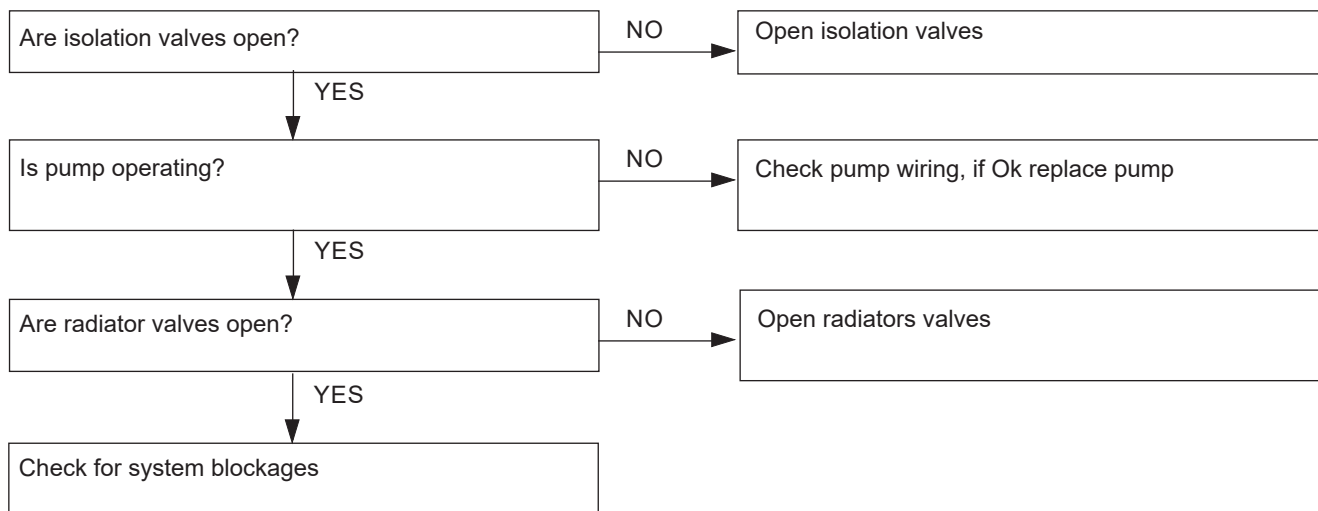 Are isolation valves open?
NO
Open isolation valves
YES
Is pump operating?
NO
Check pump wiring, if Ok replace pump
YES
Are radiator valves open?
NO
Open radiators valves
YES
Check for system blockages